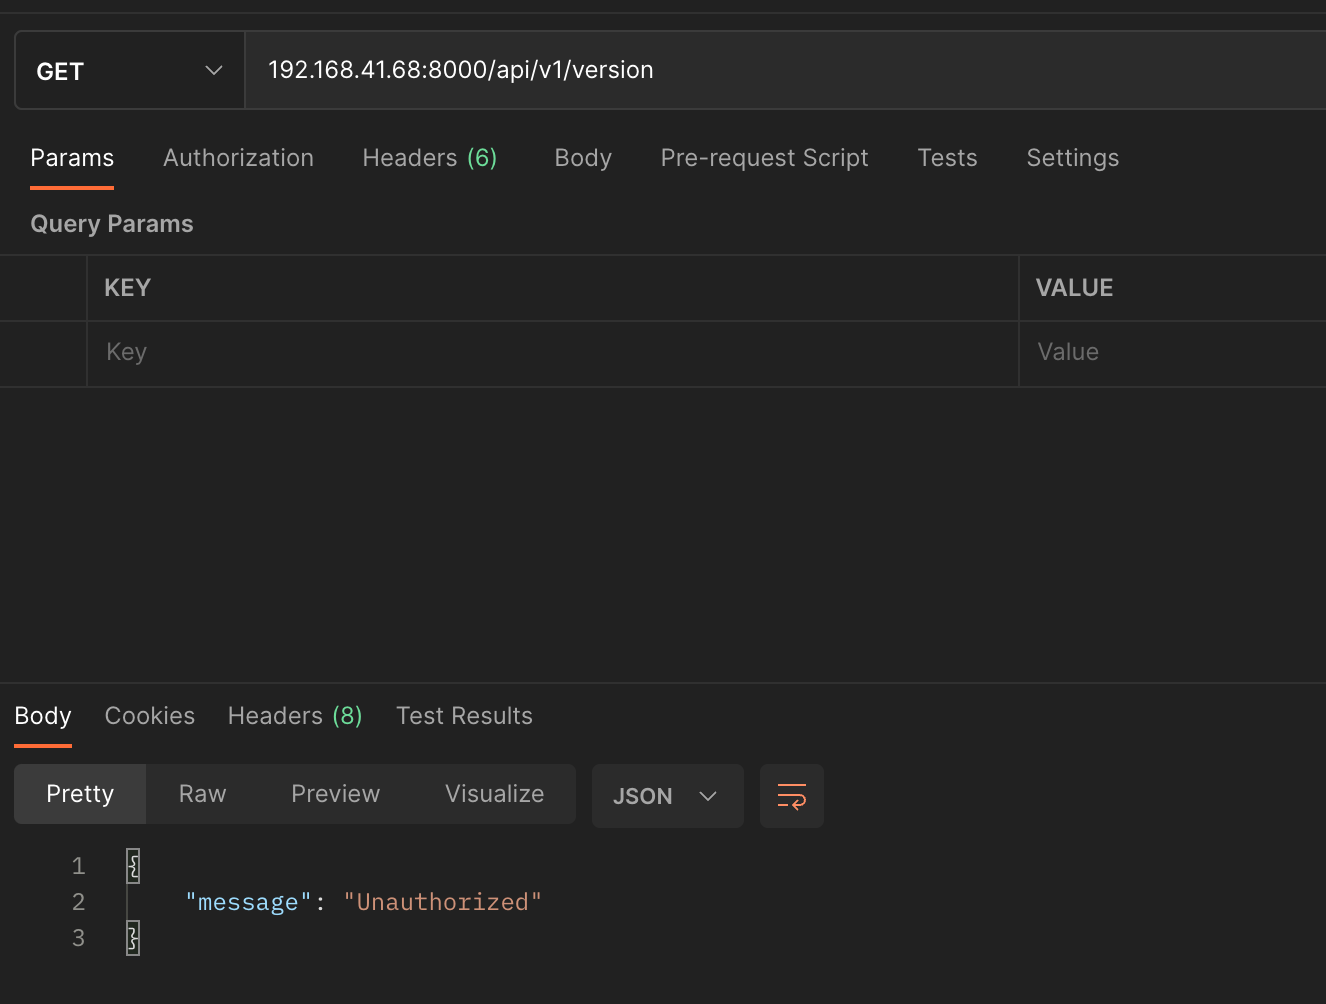 GET 192.168.41.68:8000/api/v1/version
Params Authorization Headers (6) Body Pre-request Script Tests Settings
Query Params
KEY VALUE
Key Value
Body Cookies Headers (8) Test Results
Pretty Raw Preview Visualize JSON
1 {
2 "message": "Unauthorized"
3 }